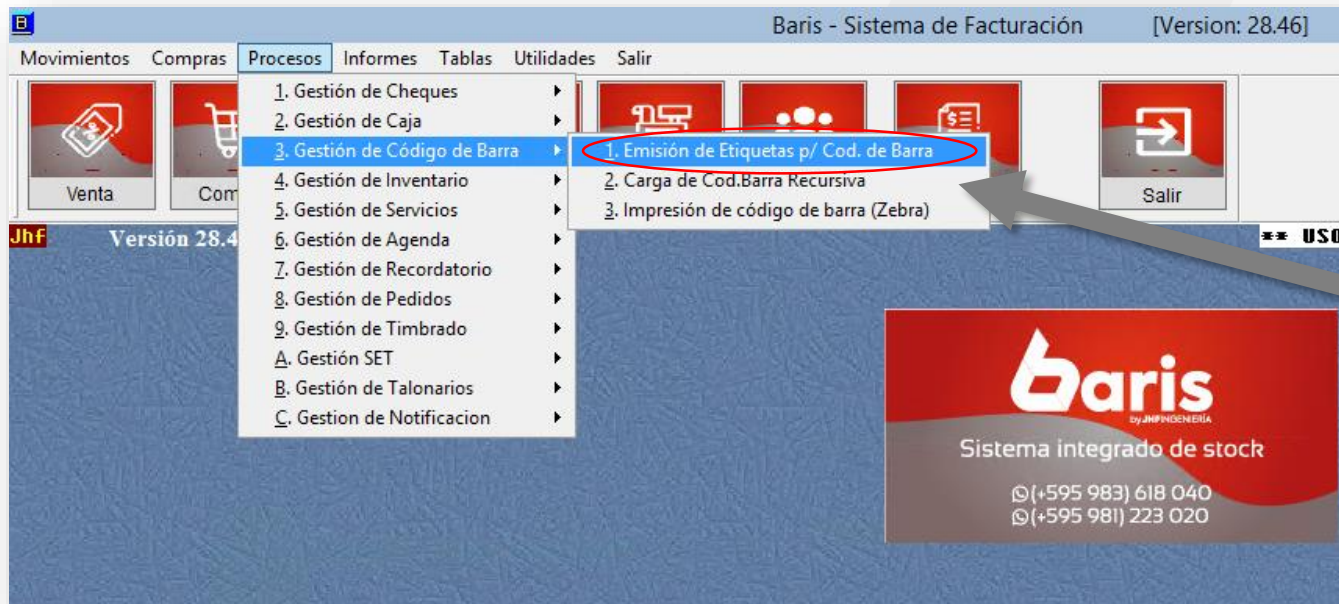 B
Baris - Sistema de Facturación [Version: 28.46]
Movimientos Compras Procesos Informes Tablas Utilidades Salir
1. Gestión de Cheques
2. Gestión de Caja
3. Gestión de Código de Barra
4. Gestión de Inventario
5. Gestión de Servicios
6. Gestión de Agenda
7. Gestión de Recordatorio
8. Gestión de Pedidos
9. Gestión de Timbrado
A. Gestión SET
B. Gestión de Talonarios
C. Gestion de Notificacion
1. Emisión de Etiquetas p/ Cod. de Barra
2. Carga de Cod.Barra Recursiva
3. Impresión de código de barra (Zebra)
Venta
Com
Salir
Jhf Versión 28.4
** USO
baris
by JHF INGENIERÍA
Sistema integrado de stock
(+595 983) 618 040
(+595 981) 223 020